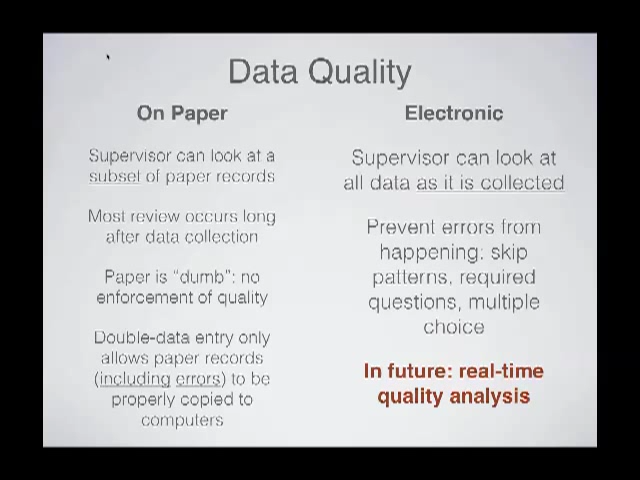 Data Quality
On Paper
Supervisor can look at a
subset of paper records
Most review occurs long
after data collection
Paper is “dumb”: no
enforcement of quality
Double-data entry only
allows paper records
(including errors) to be
properly copied to
computers
Electronic
Supervisor can look at
all data as it is collected
Prevent errors from
happening: skip
patterns, required
questions, multiple
choice
In future: real-time
quality analysis